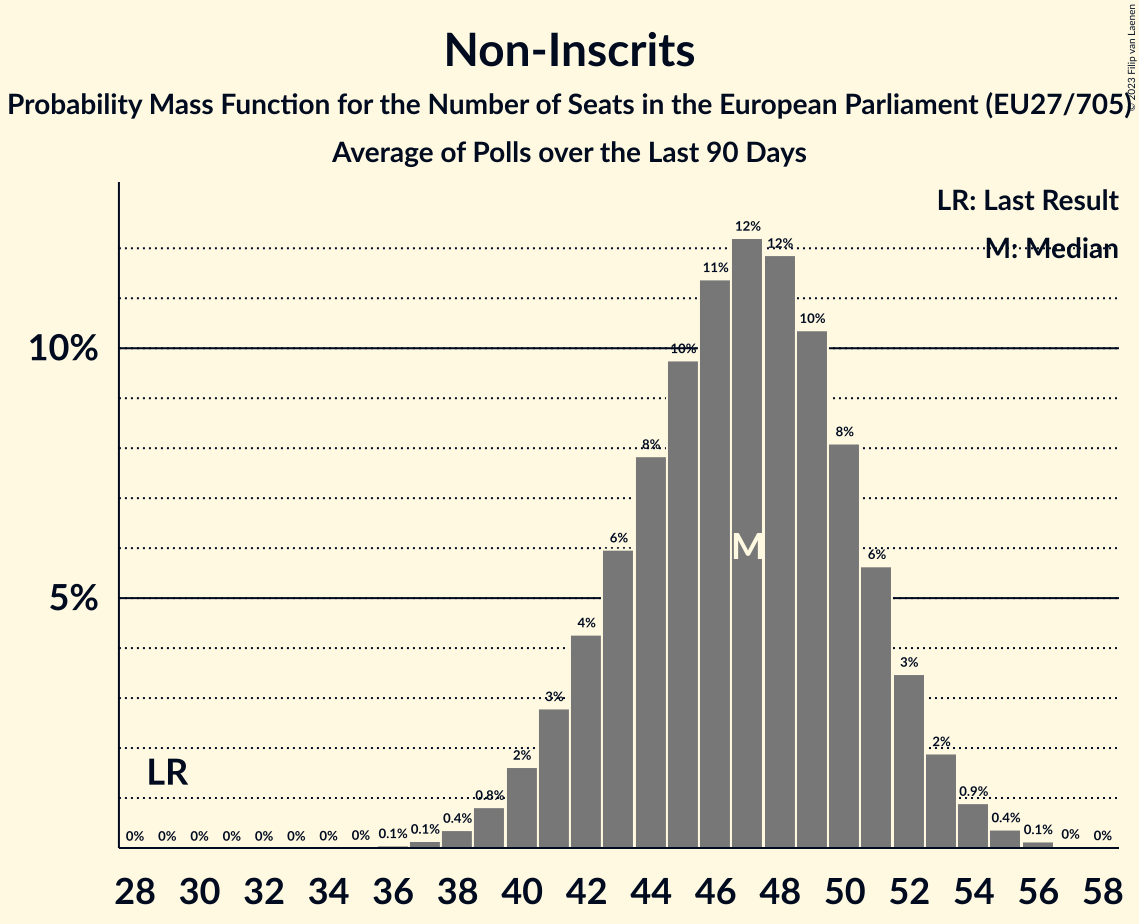 Non-Inscrits
Probability Mass Function for the Number of Seats in the European Parliament (EU27/705)
Average of Polls over the Last 90 Days
© 2023 Filip van Laenen
LR: Last Result
M: Median
12%
12%
11%
10%
10%
10%
8%
8%
M
6%
6%
5%
4%
3%
3%
2%
2%
LR
0.8%
0.9%
0% 0% 0% 0% 0% 0% 0% 0% 0.1% 0.1% 0.4% 0.4% 0.1% 0% 0%
28 30 32 34 36 38 40 42 44 46 48 50 52 54 56 58